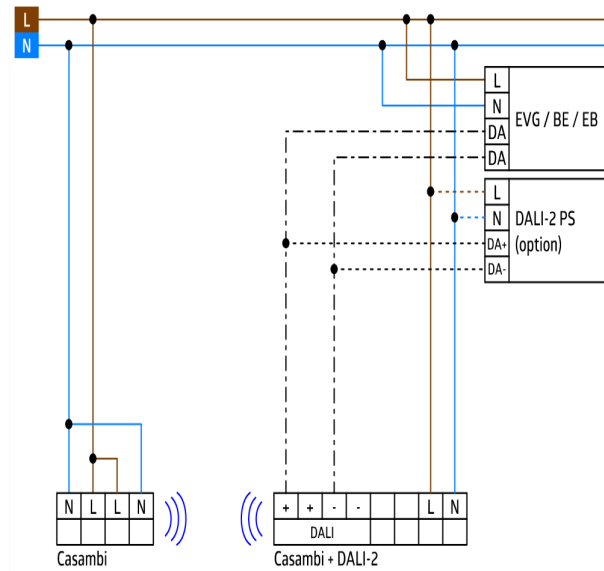 L
N
L
N
DA
DA
EVG / BE / EB
L
N
DA+
DA-
DALI-2 PS
(option)
N L L N
Casambi
+ + - - L N
DALI
Casambi + DALI-2